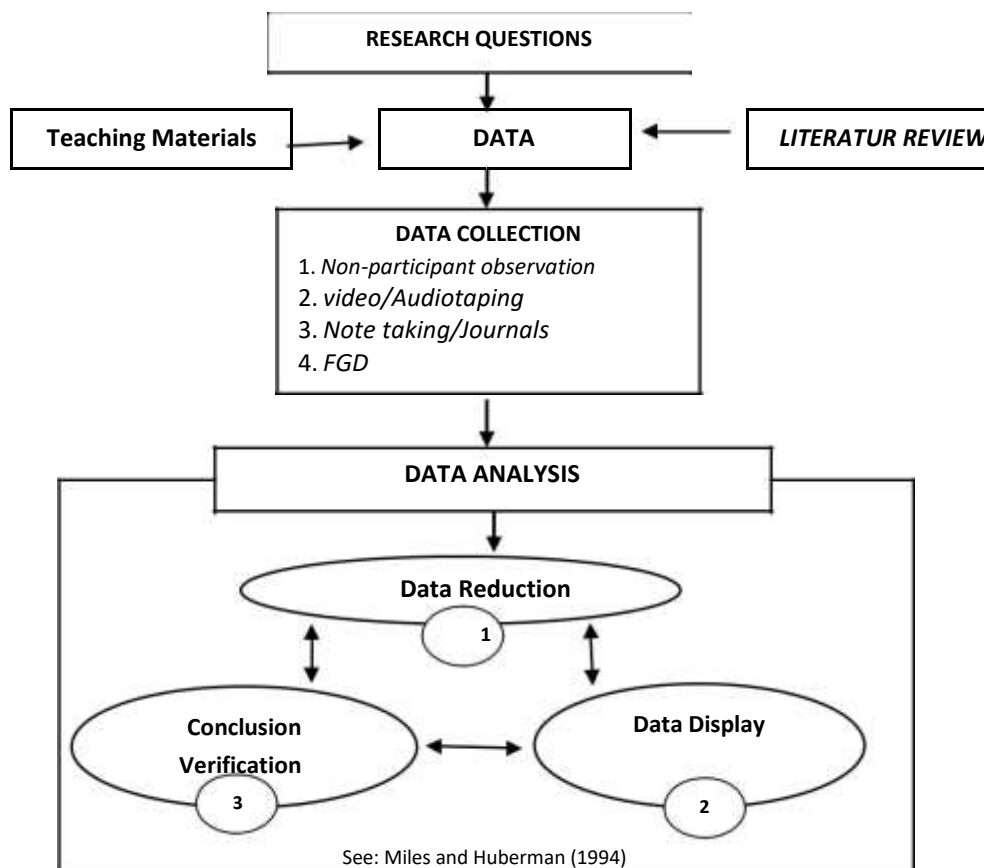 RESEARCH QUESTIONS
Teaching Materials
DATA
LITERATUR REVIEW
DATA COLLECTION
1. Non-participant observation
2. video/Audiotaping
3. Note taking/Journals
4. FGD
DATA ANALYSIS
Data Reduction
1
Conclusion
Verification
3
Data Display
2
See: Miles and Huberman (1994)